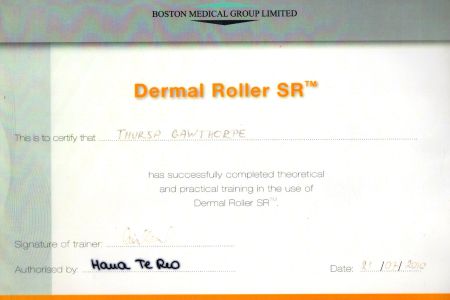 BOSTON MEDICAL GROUP LIMITED
Dermal Roller SR™
This is to certify that THURSA GAWTHORPE
has successfully completed theoretical
and practical training in the use of
Dermal Roller SR™.
Signature of trainer:
Authorised by: Hana Te Reo
Date: 21/07/2010